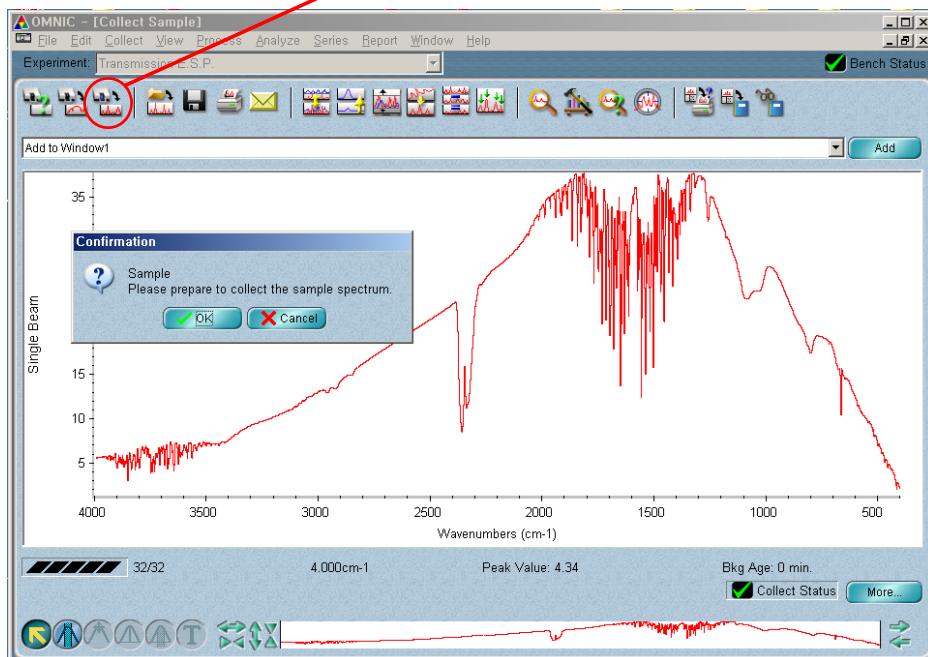 OMNIC - [Collect Sample]
File Edit Collect View Process Analyze Series Report Window Help
Experiment: Transmission E.S.P. Bench Status
Add to Window1 Add
35
Confirmation
Sample
Please prepare to collect the sample spectrum.
OK Cancel
Single Beam
15
10
5
4000 3500 3000 2500 2000 1500 1000 500
Wavenumbers (cm-1)
32/32 4.000cm-1 Peak Value: 4.34 Bkg Age: 0 min.
Collect Status More...
T